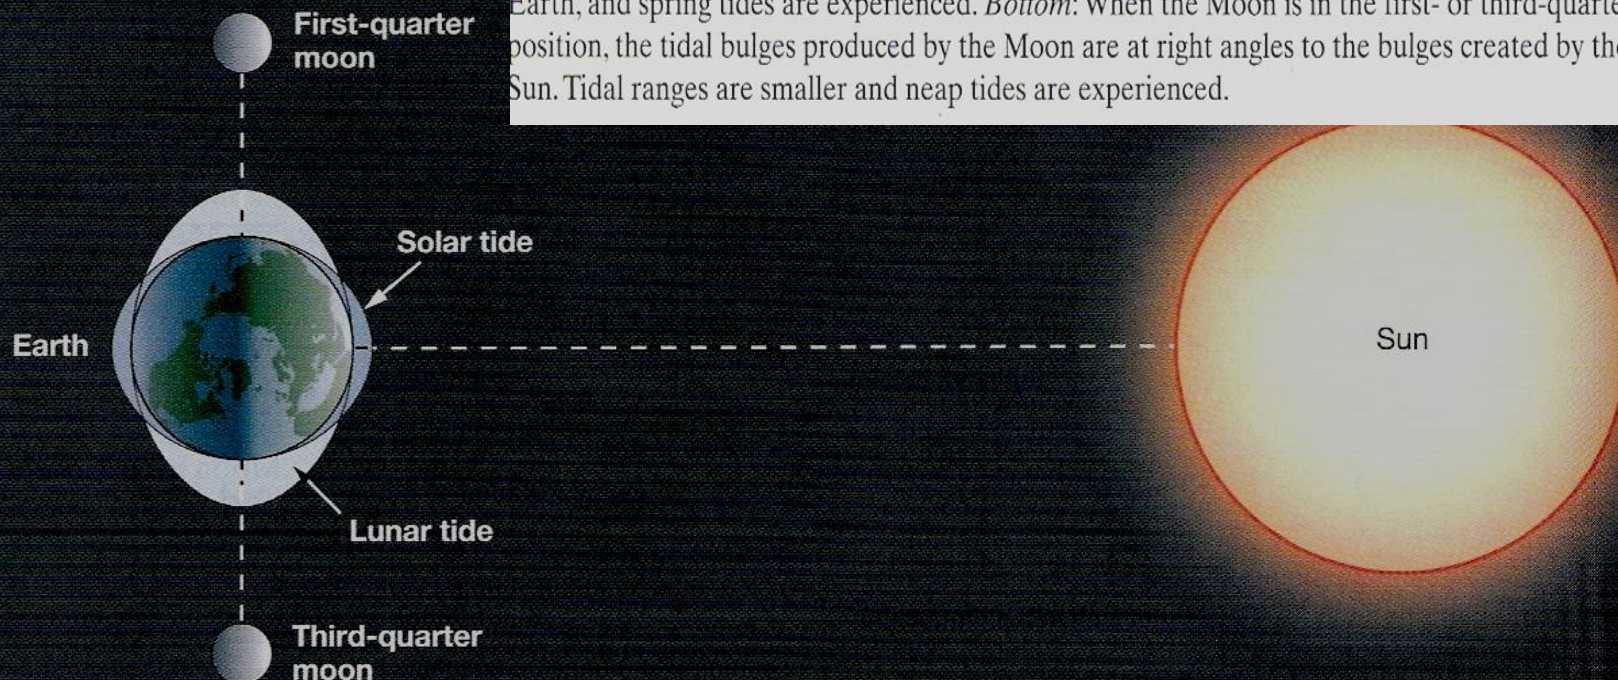 First-quarter
moon
Earth, and spring tides are experienced. Bottom: When the Moon is in the first- or third-quarter
position, the tidal bulges produced by the Moon are at right angles to the bulges created by the
Sun. Tidal ranges are smaller and neap tides are experienced.
Solar tide
Earth
Sun
Lunar tide
Third-quarter
moon